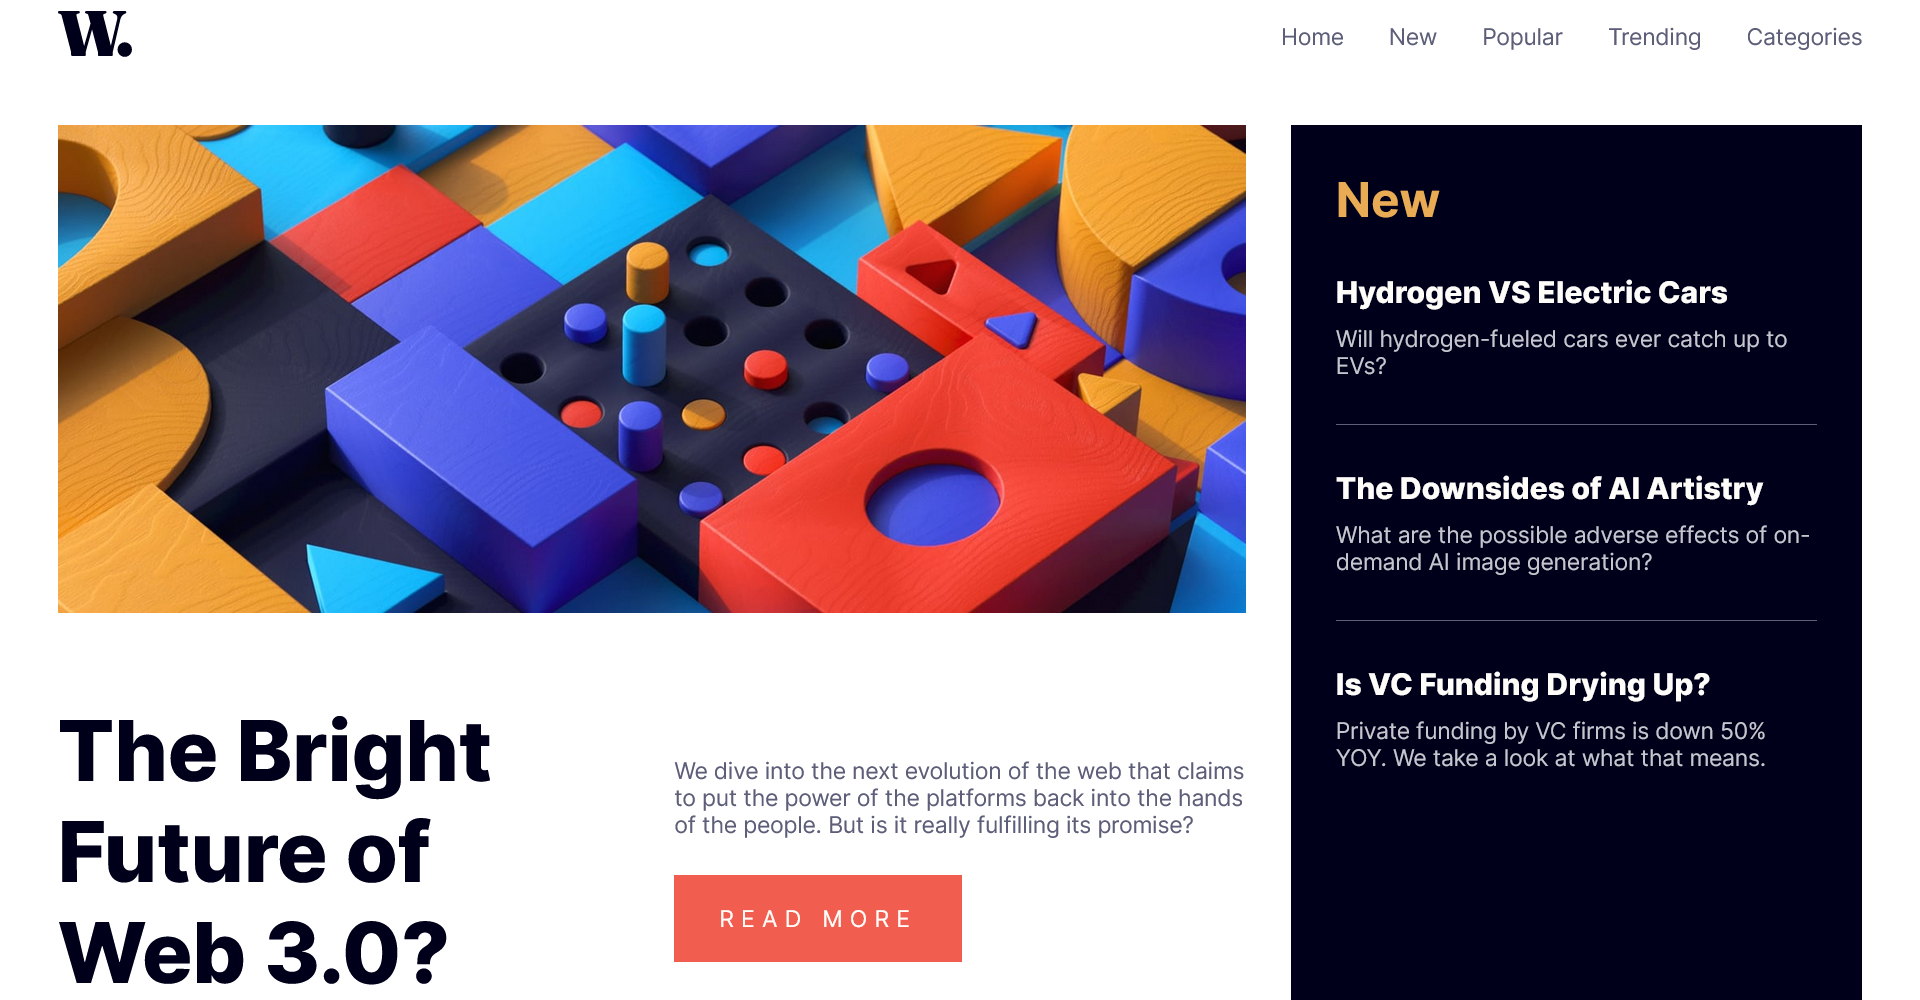 W.
Home New Popular Trending Categories
New
Hydrogen VS Electric Cars
Will hydrogen-fueled cars ever catch up to
EVs?
The Downsides of AI Artistry
What are the possible adverse effects of on-
demand AI image generation?
Is VC Funding Drying Up?
Private funding by VC firms is down 50%
YOY. We take a look at what that means.
The Bright
Future of
Web 3.0?
We dive into the next evolution of the web that claims
to put the power of the platforms back into the hands
of the people. But is it really fulfilling its promise?
READ MORE